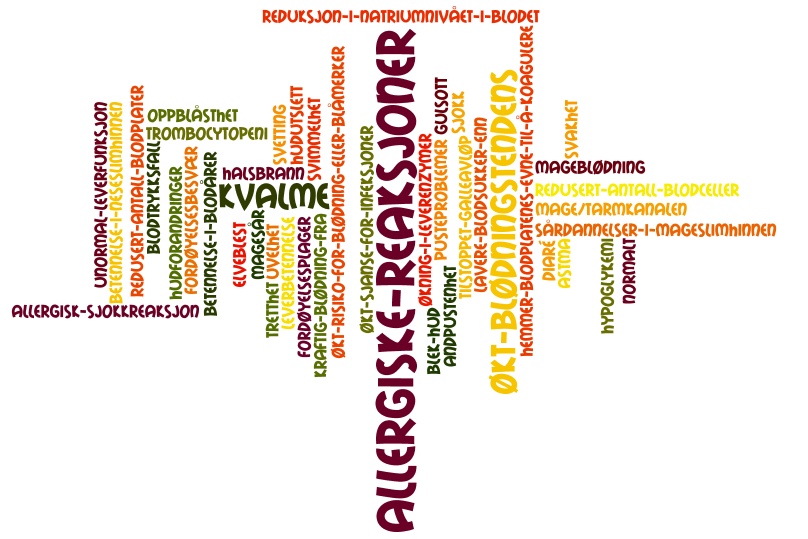 REDUKSJON-I-NATRIUMNIVÅET-I-BLODET
UNORMAL-LEVERFUNKSJON
BETENNELSE-I-NESESLIMHINNEN
REDUSERT-ANTALL-BLODPLATER
OPPBLÅSTHET
TROMBOCYTOPENI
BLODTRYKKSFALL
HUDFORANDRINGER
FORDØYELSESBESVÆR
BETENNELSE-I-BLODÅRER
HALSBRANN
KVALME
SVETTING
HUDUTSLETT
SVIMMELHET
ELVEBLEST
MAGESÅR
UVELHET
TRETTHET
LEVERBETENNELSE
FORDØYELSESPLAGER
KRAFTIG-BLØDNING-FRA
ØKT-RISIKO-FOR-BLØDNING-ELLER-BLÅMERKER
ØKT-SJANSE-FOR-INFEKSJONER
ALLERGISK-SJOKKREAKSJON
ALLERGISKE-REAKSJONER
ØKNING-I-LEVERENZYMER
GULSOTT
PUSTEPROBLEMER
SJOKK
TILSTOPPET-GALLEAVLØP
LAVERE-BLODSUKKER-ENN
BLEK-HUD
ANDPUSTENHET
ØKT-BLØDNINGSTENDENS
HEMMER-BLODPLATENES-EVNE-TIL-Å-KOAGULERE
SVAKHET
MAGEBLØDNING
REDUSERT-ANTALL-BLODCELLER
MAGE/TARMKANALEN
SÅRDANNELSER-I-MAGESLIMHINNEN
DIARÉ
ASTMA
HYPOGLYKEMI
NORMALT